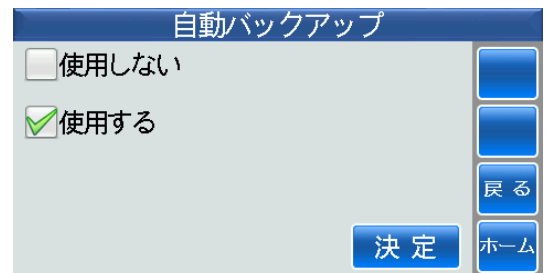 自動バックアップ
使用しない
使用する
戻る
決定
ホーム